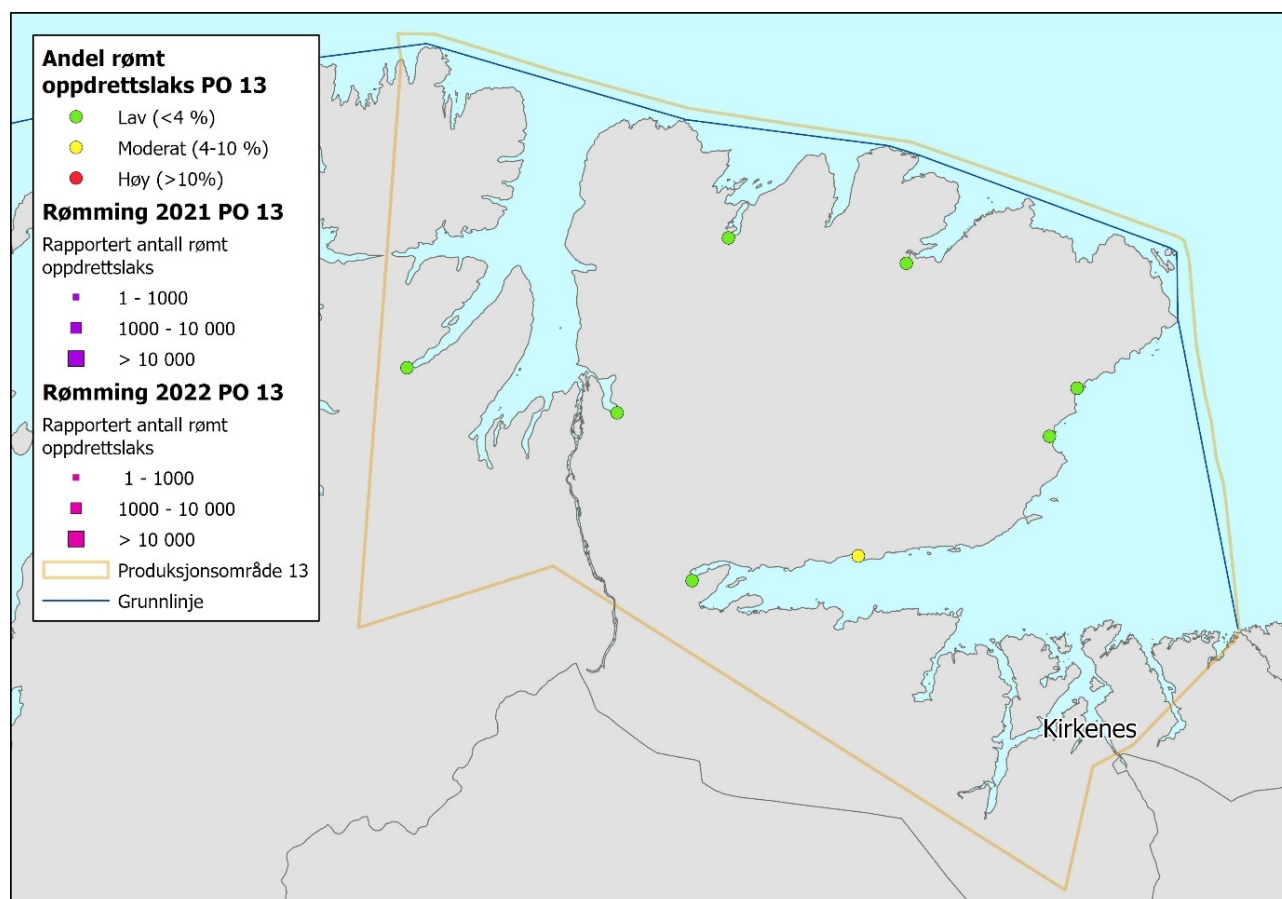 Andel rømt
oppdrettslaks PO 13
Lav (<4 %)
Moderat (4-10 %)
Høy (>10%)
Rømming 2021 PO 13
Rapportert antall rømt
oppdrettslaks
1 - 1000
1000 - 10 000
> 10 000
Rømming 2022 PO 13
Rapportert antall rømt
oppdrettslaks
1 - 1000
1000 - 10 000
> 10 000
Produksjonsområde 13
Grunnlinje
Kirkenes